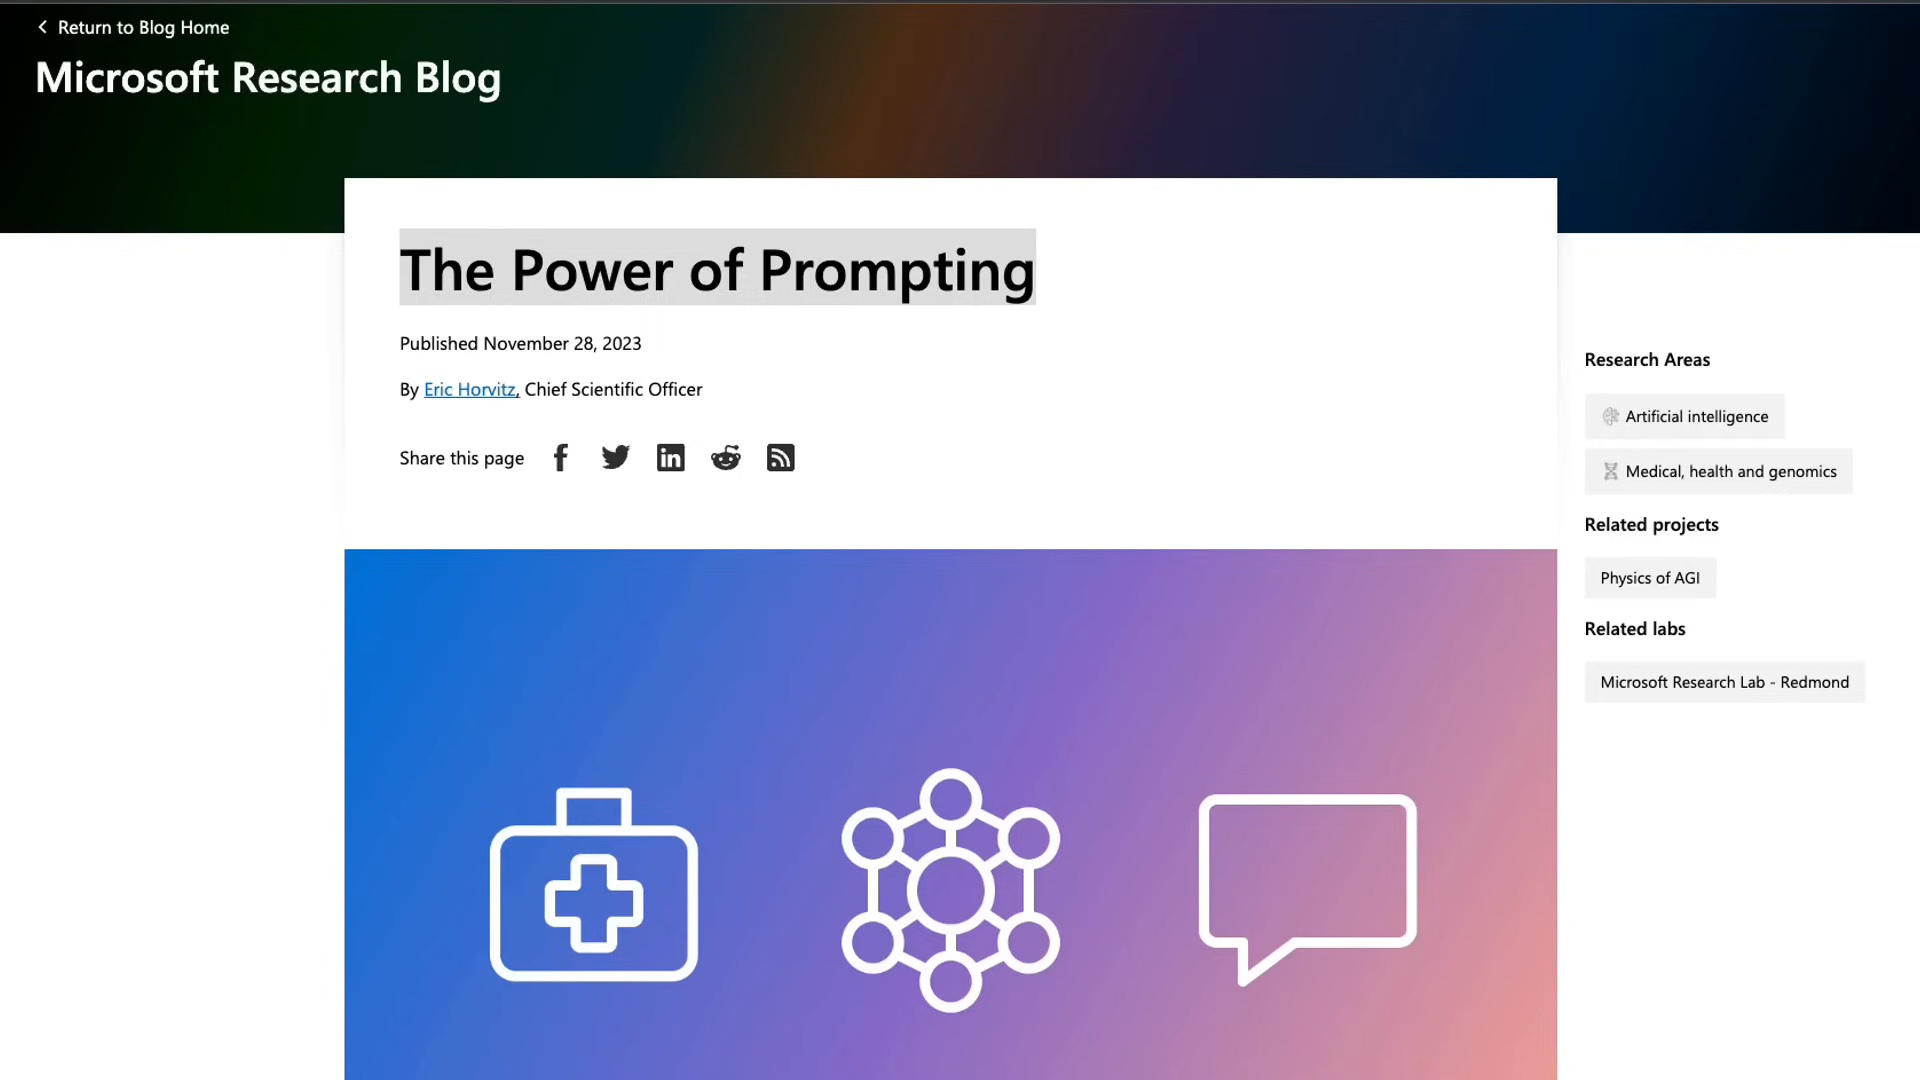 Return to Blog Home
Microsoft Research Blog
The Power of Prompting
Published November 28, 2023
By Eric Horvitz, Chief Scientific Officer
Share this page
Research Areas
Artificial intelligence
Medical, health and genomics
Related projects
Physics of AGI
Related labs
Microsoft Research Lab - Redmond